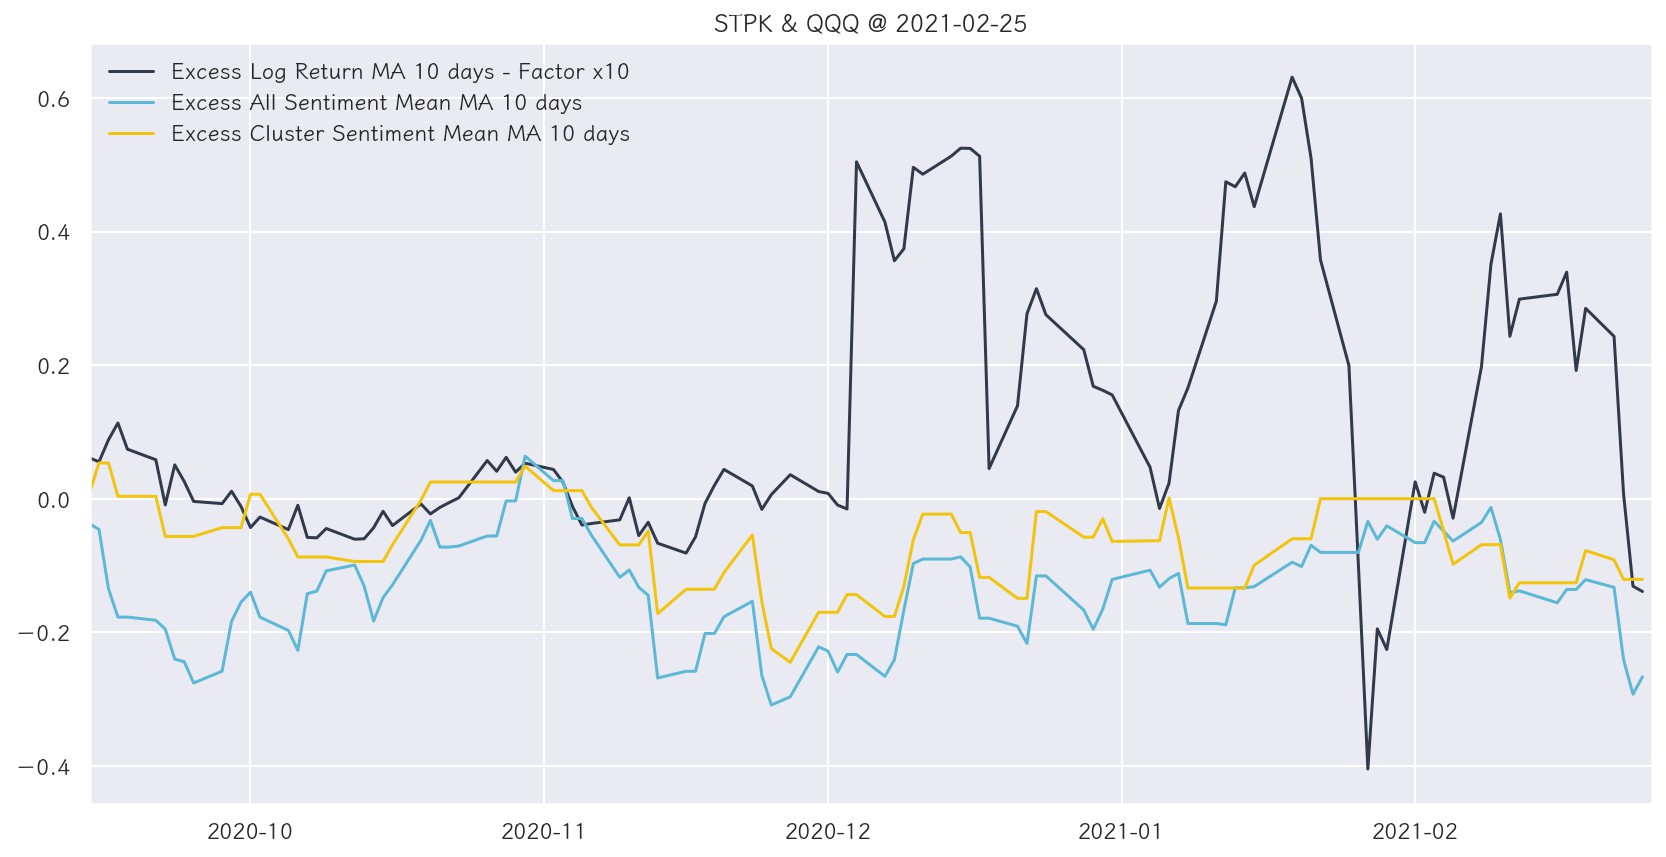 STPK & QQQ @ 2021-02-25
Excess Log Return MA 10 days - Factor x10
Excess All Sentiment Mean MA 10 days
Excess Cluster Sentiment Mean MA 10 days
0.6
0.4
0.2
0.0
−0.2
−0.4
2020-10 2020-11 2020-12 2021-01 2021-02